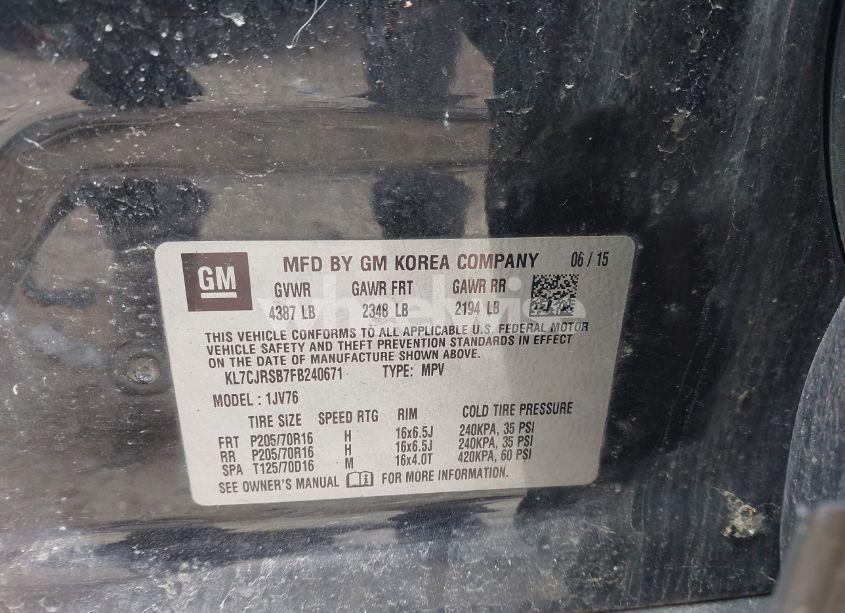 GM
MFD BY GM KOREA COMPANY 06 / 15
GVWR GAWR FRT GAWR RR
4387 LB 2348 LB 2194 LB
THIS VEHICLE CONFORMS TO ALL APPLICABLE U.S. FEDERAL MOTOR
VEHICLE SAFETY AND THEFT PREVENTION STANDARDS IN EFFECT
ON THE DATE OF MANUFACTURE SHOWN ABOVE.
KL7CJRSB7FB240671 TYPE: MPV
MODEL : 1JV76
TIRE SIZE SPEED RTG RIM COLD TIRE PRESSURE
FRT P205/70R16 H 16x6.5J 240KPA, 35 PSI
RR P205/70R16 H 16x6.5J 240KPA, 35 PSI
SPA T125/70D16 M 16x4.0T 420KPA, 60 PSI
SEE OWNER'S MANUAL FOR MORE INFORMATION.